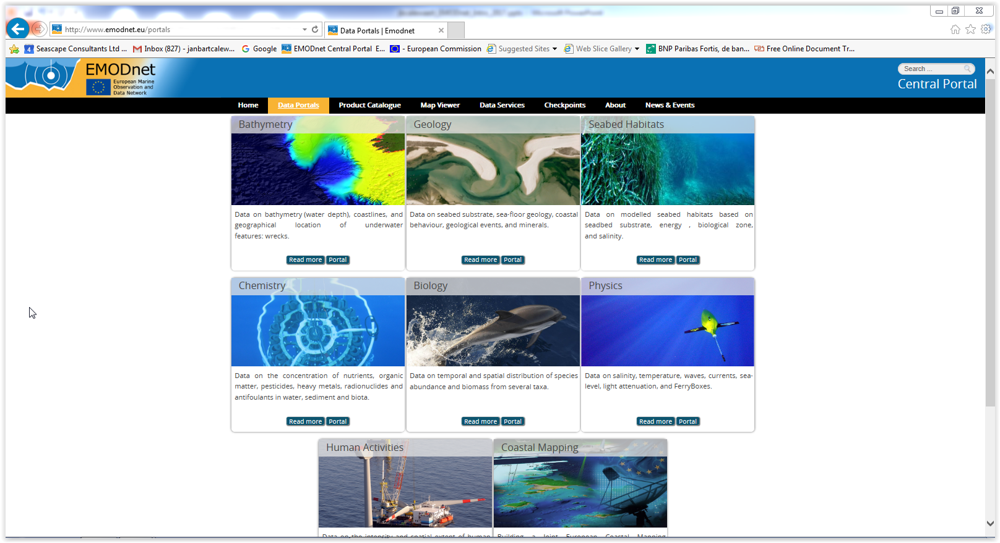 http://www.emodnet.eu/portals
Data Portals | Emodnet
4 Seascape Consultants Ltd ...
Inbox (827) - janbartcalew...
Google
EMODnet Central Portal E...
- European Commission
Suggested Sites
Web Slice Gallery
BNP Paribas Fortis, de ban...
Free Online Document Tr...
EMODnet
European Marine
Observation and
Data Network
Search ...
Central Portal
Home
Data Portals
Product Catalogue
Map Viewer
Data Services
Checkpoints
About
News & Events
Bathymetry
Data on bathymetry (water depth), coastlines, and
geographical location of underwater
features: wrecks.
Read more Portal
Geology
Data on seabed substrate, sea-floor geology, coastal
behaviour, geological events, and minerals.
Read more Portal
Seabed Habitats
Data on modelled seabed habitats based on
seadbed substrate, energy , biological zone,
and salinity.
Read more Portal
Chemistry
Data on the concentration of nutrients, organic
matter, pesticides, heavy metals, radionuclides and
antifoulants in water, sediment and biota.
Read more Portal
Biology
Data on temporal and spatial distribution of species
abundance and biomass from several taxa.
Read more Portal
Physics
Data on salinity, temperature, waves, currents, sea-
level, light attenuation, and FerryBoxes.
Read more Portal
Human Activities
Data on the intensity and spatial extent of human
Coastal Mapping
Building a Joint European Coastal Mapping